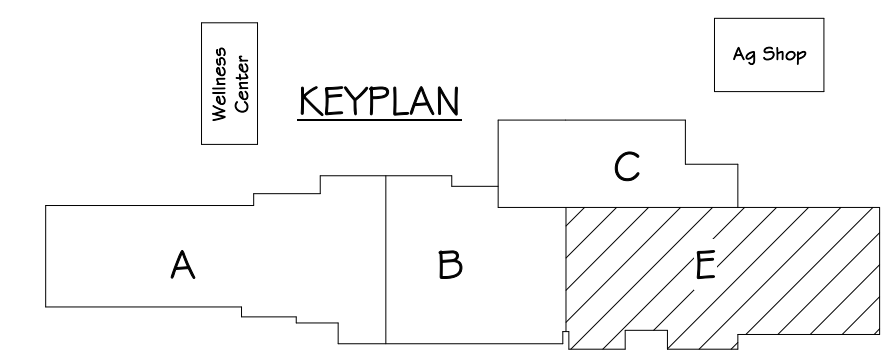 Wellness
Center
Ag Shop
KEYPLAN
C
A
B
E